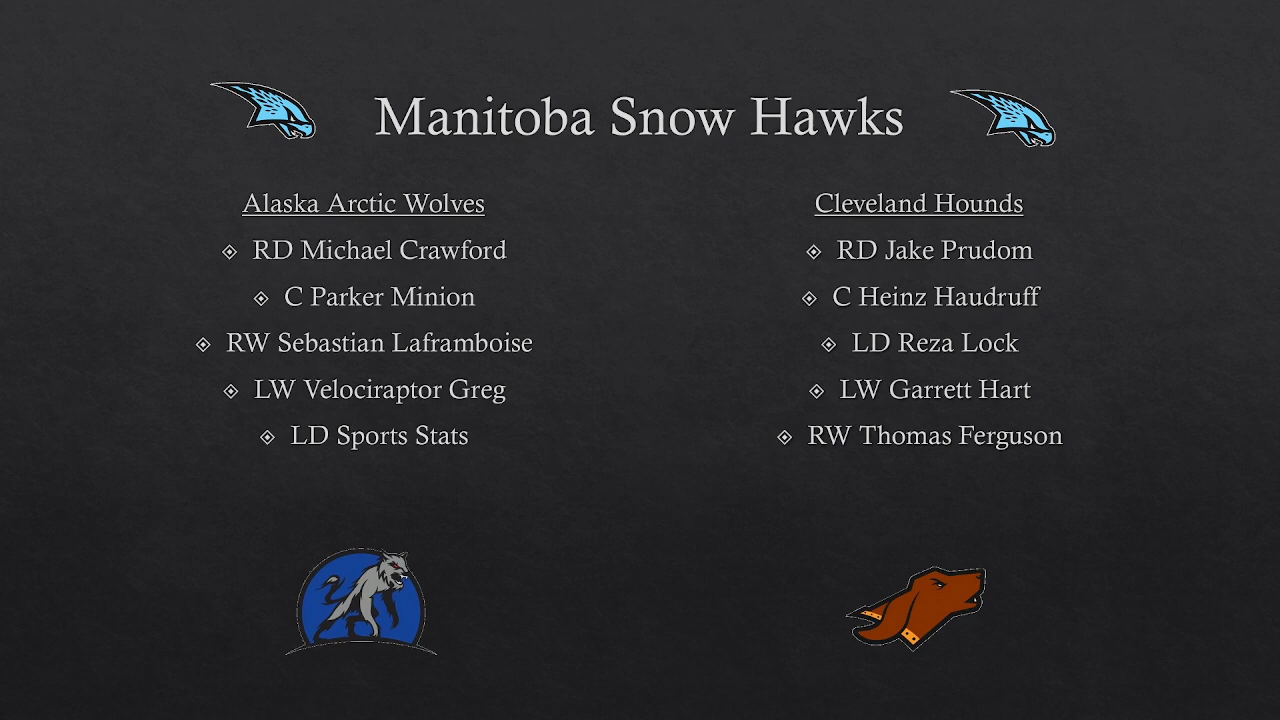 Manitoba Snow Hawks
Alaska Arctic Wolves
RD Michael Crawford
C Parker Minion
RW Sebastian Laframboise
LW Velociraptor Greg
LD Sports Stats
Cleveland Hounds
RD Jake Prudom
C Heinz Haudruff
LD Reza Lock
LW Garrett Hart
RW Thomas Ferguson